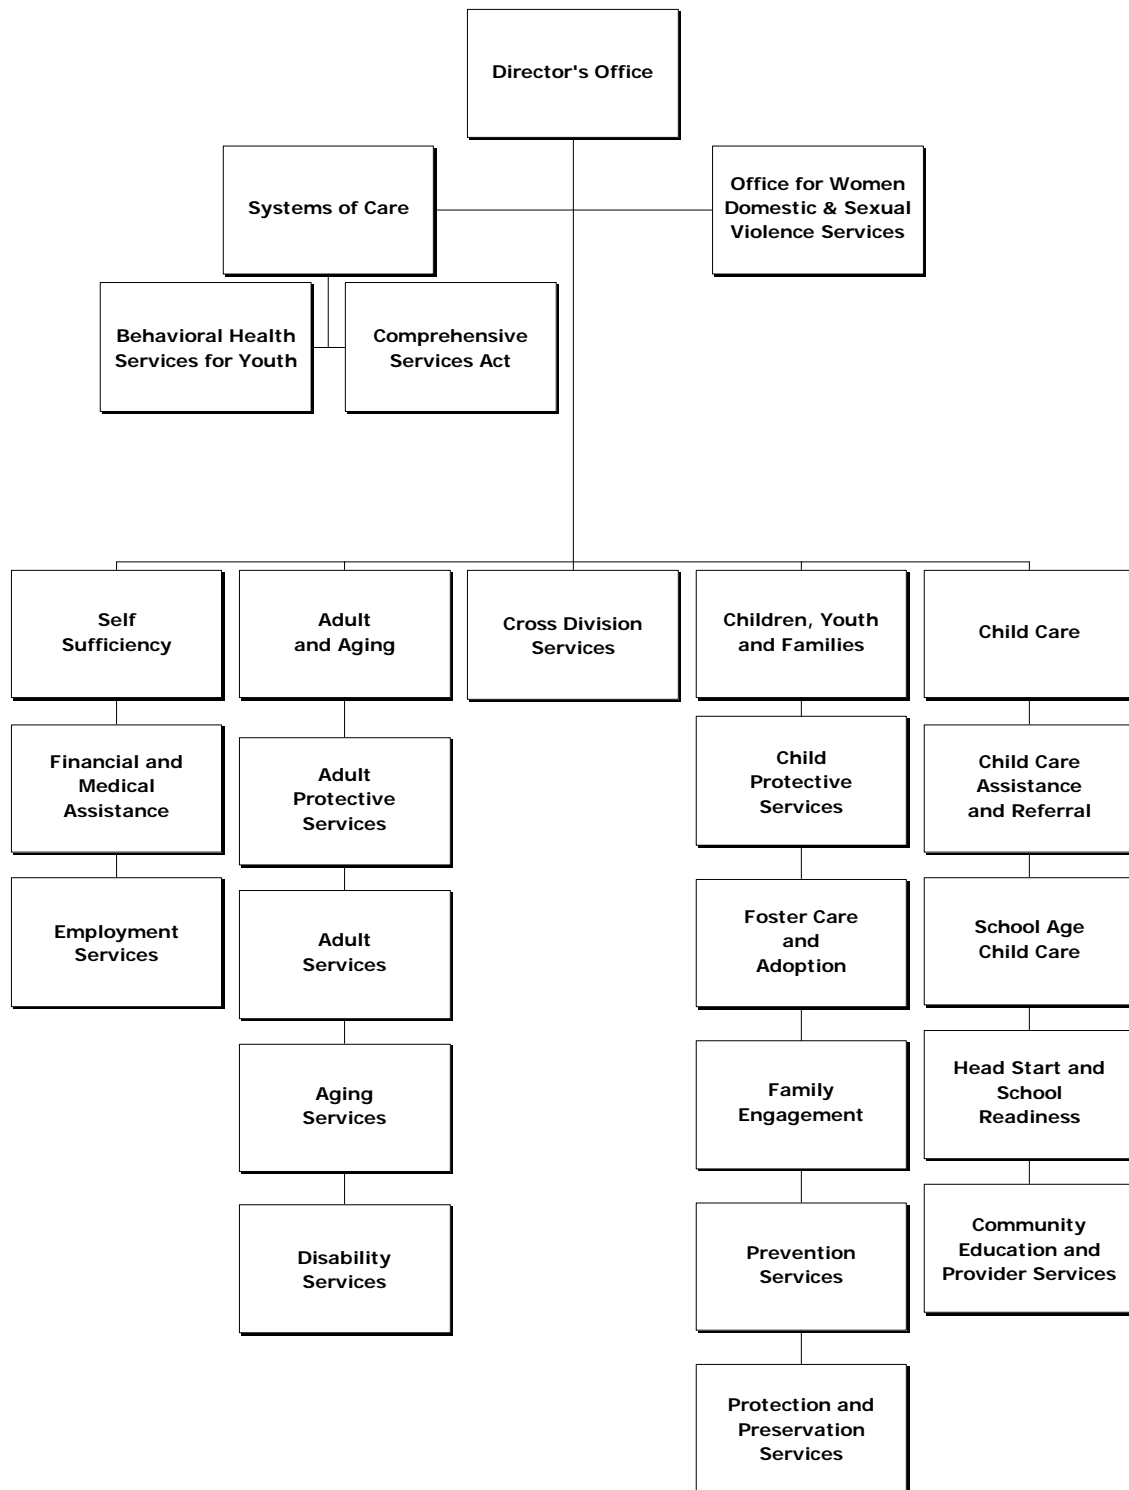 Director's Office
Systems of Care
Office for Women
Domestic & Sexual
Violence Services
Behavioral Health
Services for Youth
Comprehensive
Services Act
Self
Sufficiency
Adult
and Aging
Cross Division
Services
Children, Youth
and Families
Child Care
Financial and
Medical
Assistance
Adult
Protective
Services
Child
Protective
Services
Child Care
Assistance
and Referral
Employment
Services
Adult
Services
Foster Care
and
Adoption
School Age
Child Care
Aging
Services
Family
Engagement
Head Start and
School
Readiness
Disability
Services
Prevention
Services
Community
Education and
Provider Services
Protection and
Preservation
Services